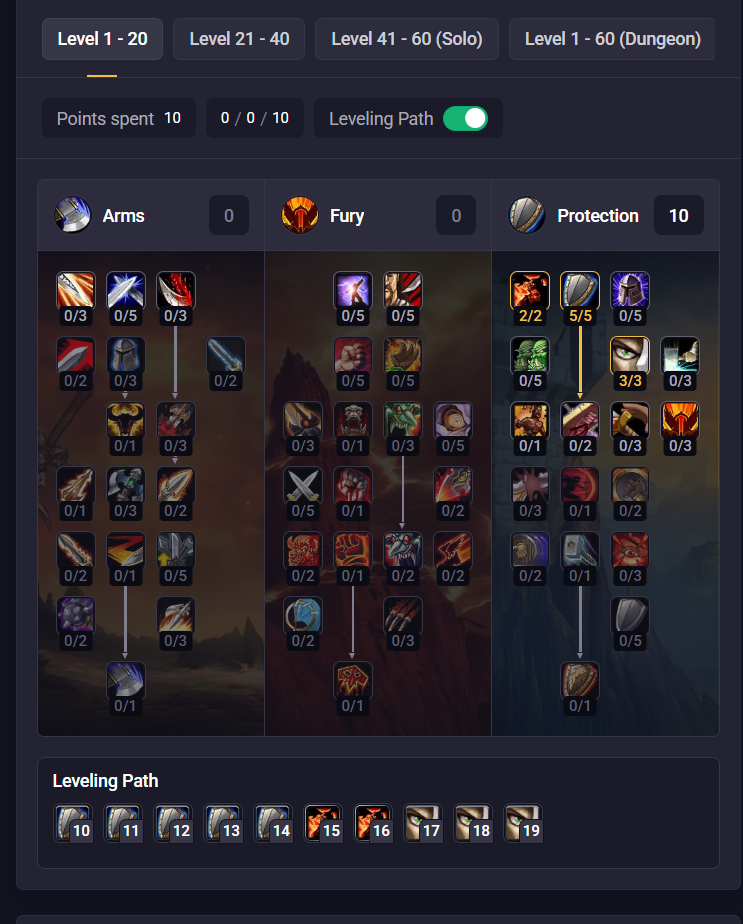 Level 1 - 20 Level 21 - 40 Level 41 - 60 (Solo) Level 1 - 60 (Dungeon)
Points spent 10 0 / 0 / 10 Leveling Path
Arms 0 Fury 0 Protection 10
0/3 0/5 0/3 0/5 0/5 2/2 5/5 0/5
0/2 0/3 0/2 0/5 0/5 0/5 3/3 0/3
0/1 0/3 0/3 0/1 0/3 0/5 0/1 0/2 0/3 0/3
0/1 0/3 0/2 0/5 0/1 0/2 0/3 0/1 0/2
0/2 0/1 0/5 0/2 0/1 0/2 0/2 0/2 0/1 0/3
0/2 0/3 0/2 0/3 0/5
0/1 0/1 0/1
Leveling Path
10 11 12 13 14 15 16 17 18 19